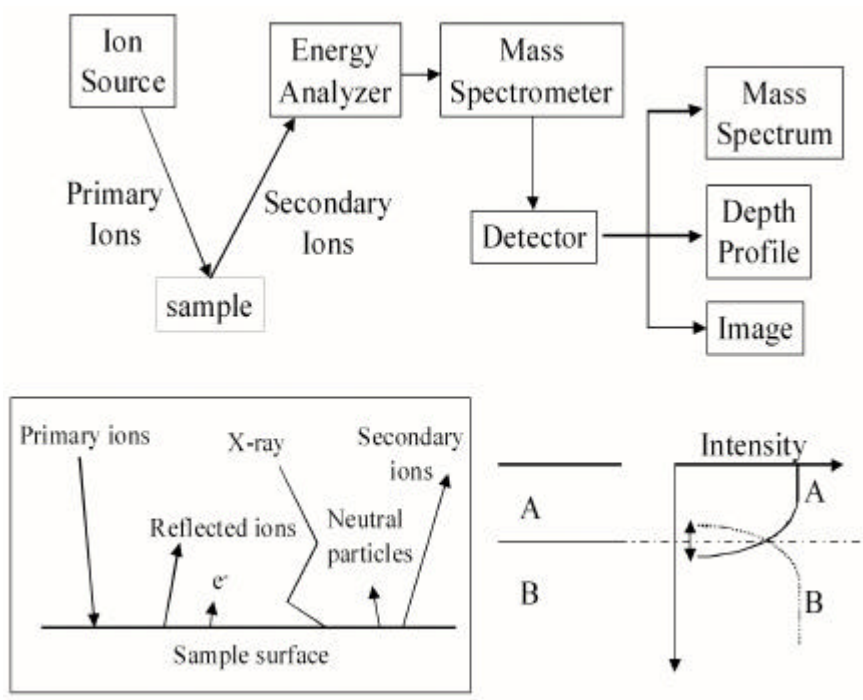 Ion
Source
Energy
Analyzer
Mass
Spectrometer
Mass
Spectrum
Primary
Ions
Secondary
Ions
Detector
Depth
Profile
sample
Image
Primary ions
X-ray
Secondary
ions
Reflected ions
Neutral
particles
e-
Sample surface
Intensity
A
A
B
B